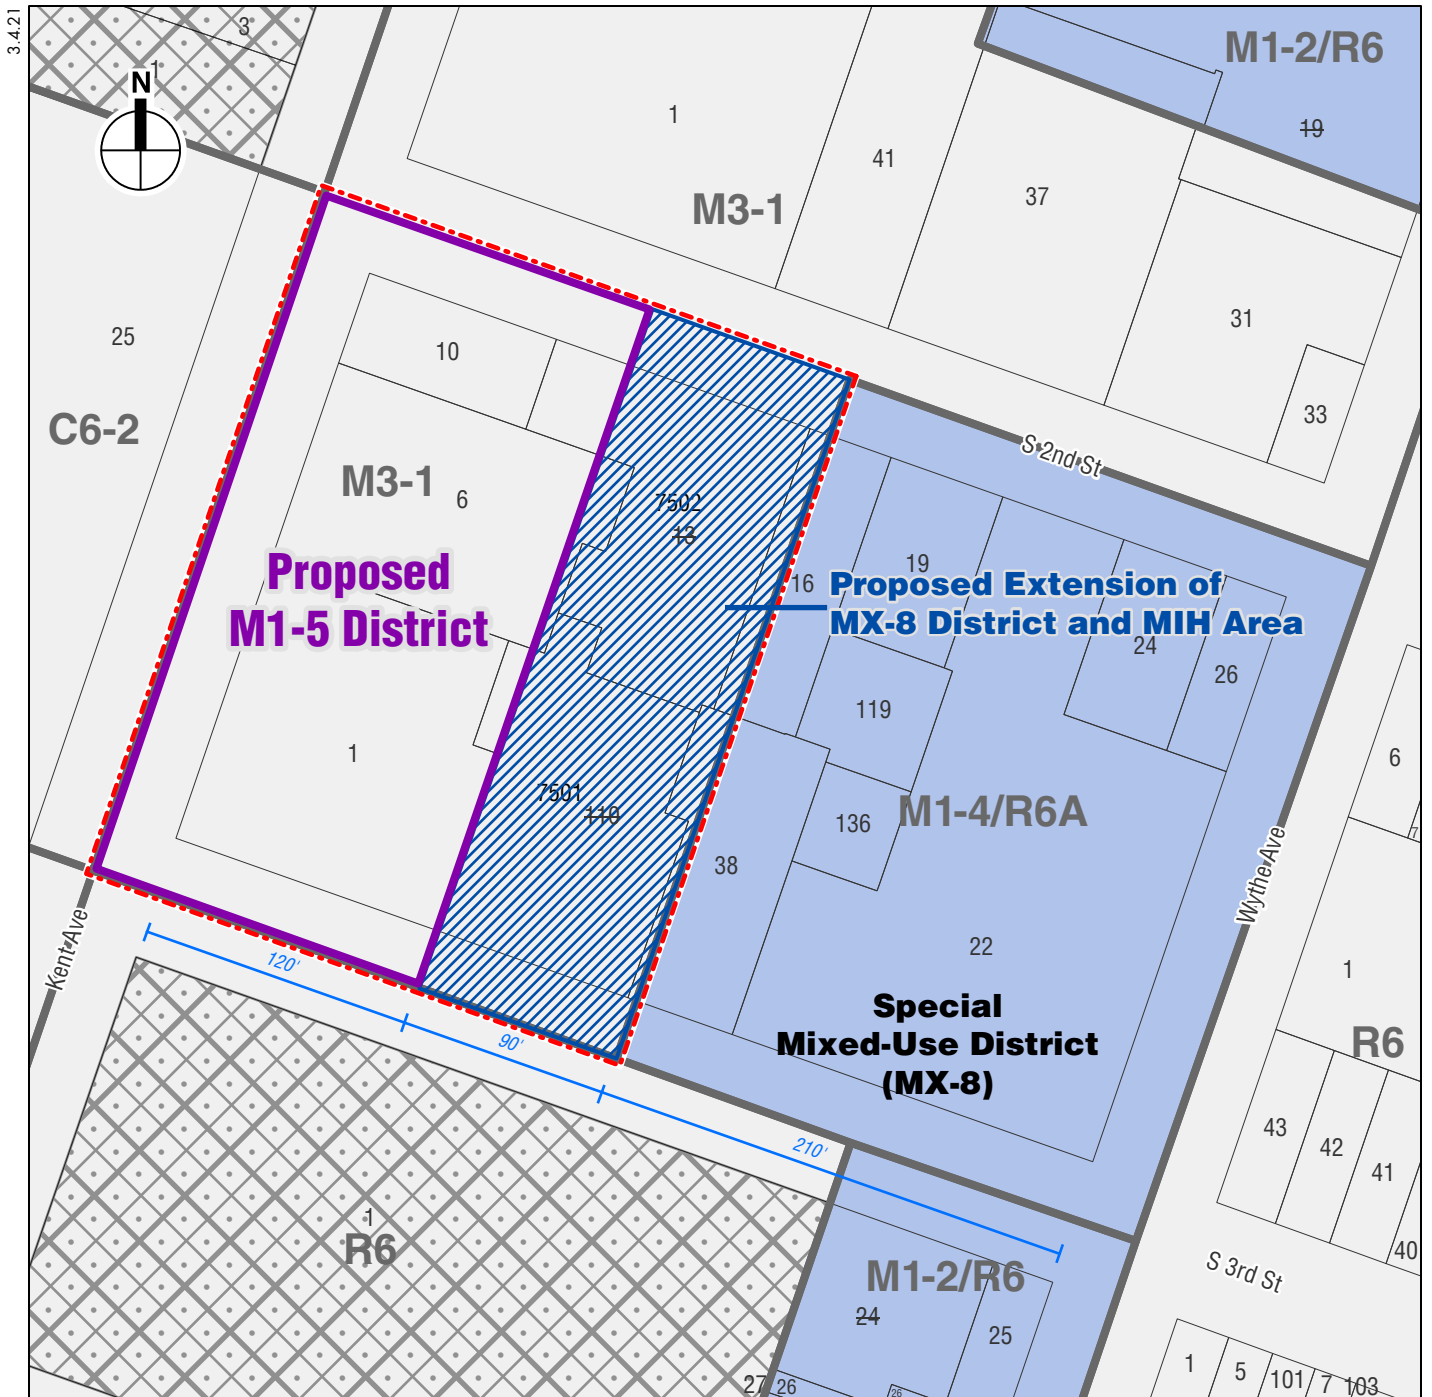 3.4.21
3
1
N
M1-2/R6
19
1
41
37
M3-1
31
33
25
C6-2
10
M3-1
6
S 2nd St
7502
13
16
19
Proposed
M1-5 District
Proposed Extension of
MX-8 District and MIH Area
24
26
119
6
7
1
7501
110
136
M1-4/R6A
38
Wythe Ave
22
1
Kent Ave
120'
90'
210'
Special
Mixed-Use District
(MX-8)
R6
43
42
41
40
1
R6
S 3rd St
M1-2/R6
24
25
27
26
26
1
5
101
7
103